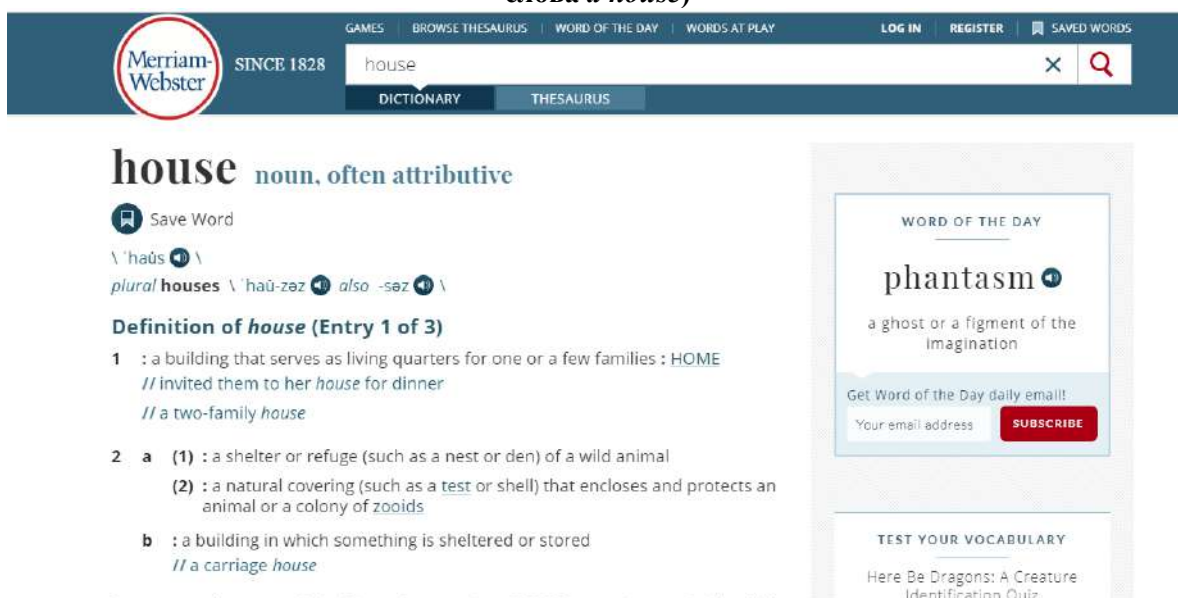 слова a house)
GAMES BROWSE THESAURUS WORD OF THE DAY WORDS AT PLAY LOG IN REGISTER SAVED WORDS
Merriam-
Webster
SINCE 1828
house
DICTIONARY THESAURUS
house noun, often attributive
Save Word
\ ˈhau̇s \
plural houses \ ˈhau̇-zəz also -səz \
Definition of house (Entry 1 of 3)
1 : a building that serves as living quarters for one or a few families : HOME
// invited them to her house for dinner
// a two-family house
2 a (1) : a shelter or refuge (such as a nest or den) of a wild animal
(2) : a natural covering (such as a test or shell) that encloses and protects an
animal or a colony of zooids
b : a building in which something is sheltered or stored
// a carriage house
WORD OF THE DAY
phantasm
a ghost or a figment of the
imagination
Get Word of the Day daily email!
Your email address SUBSCRIBE
TEST YOUR VOCABULARY
Here Be Dragons: A Creature
Identification Quiz